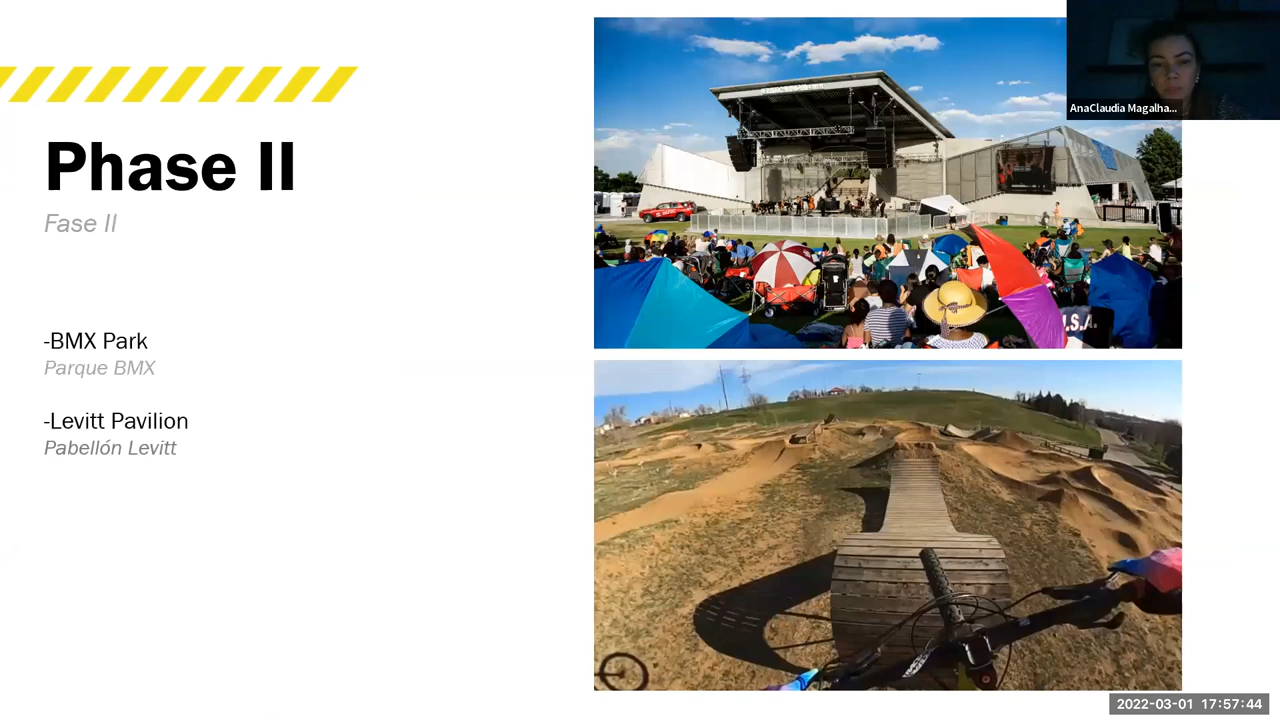 Phase II
Fase II
-BMX Park
Parque BMX
-Levitt Pavilion
Pabellón Levitt
AnaClaudia Magalha...
U.S.A.
2022-03-01 17:57:44